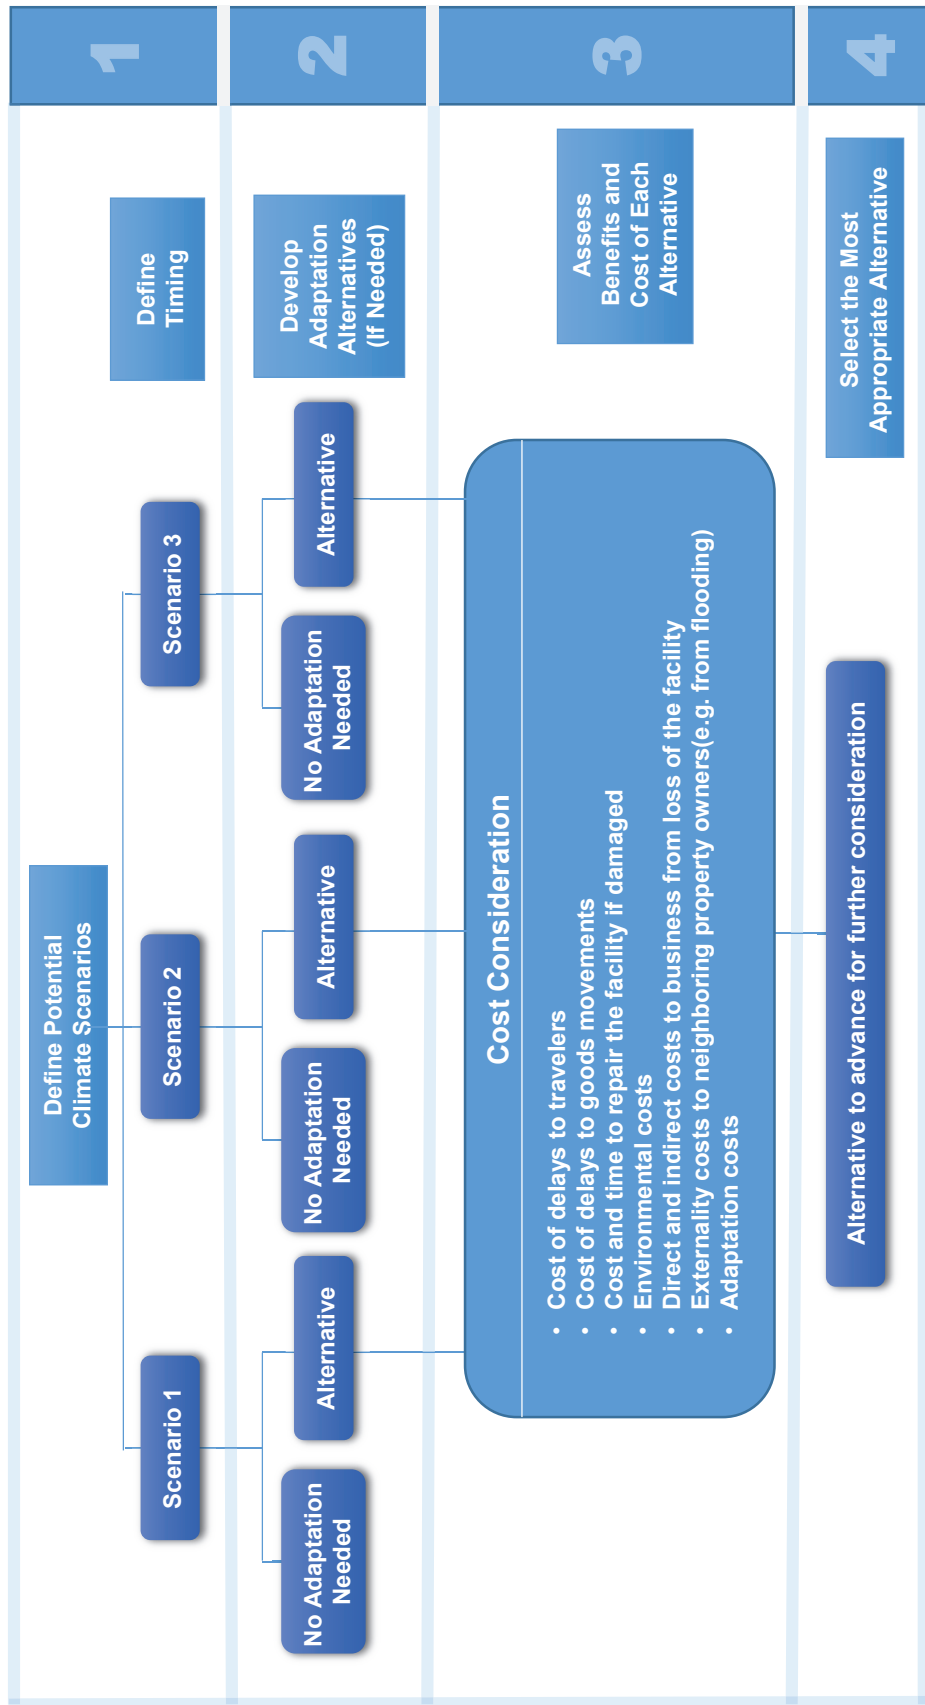 Define Potential
Climate Scenarios
Scenario 1
Scenario 2
Scenario 3
Define
Timing
1
No Adaptation
Needed
Alternative
No Adaptation
Needed
Alternative
No Adaptation
Needed
Alternative
Develop
Adaptation
Alternatives
(If Needed)
2
Cost Consideration
• Cost of delays to travelers
• Cost of delays to goods movements
• Cost and time to repair the facility if damaged
• Environmental costs
• Direct and indirect costs to business from loss of the facility
• Externality costs to neighboring property owners(e.g. from flooding)
• Adaptation costs
Assess
Benefits and
Cost of Each
Alternative
3
Alternative to advance for further consideration
Select the Most
Appropriate Alternative
4